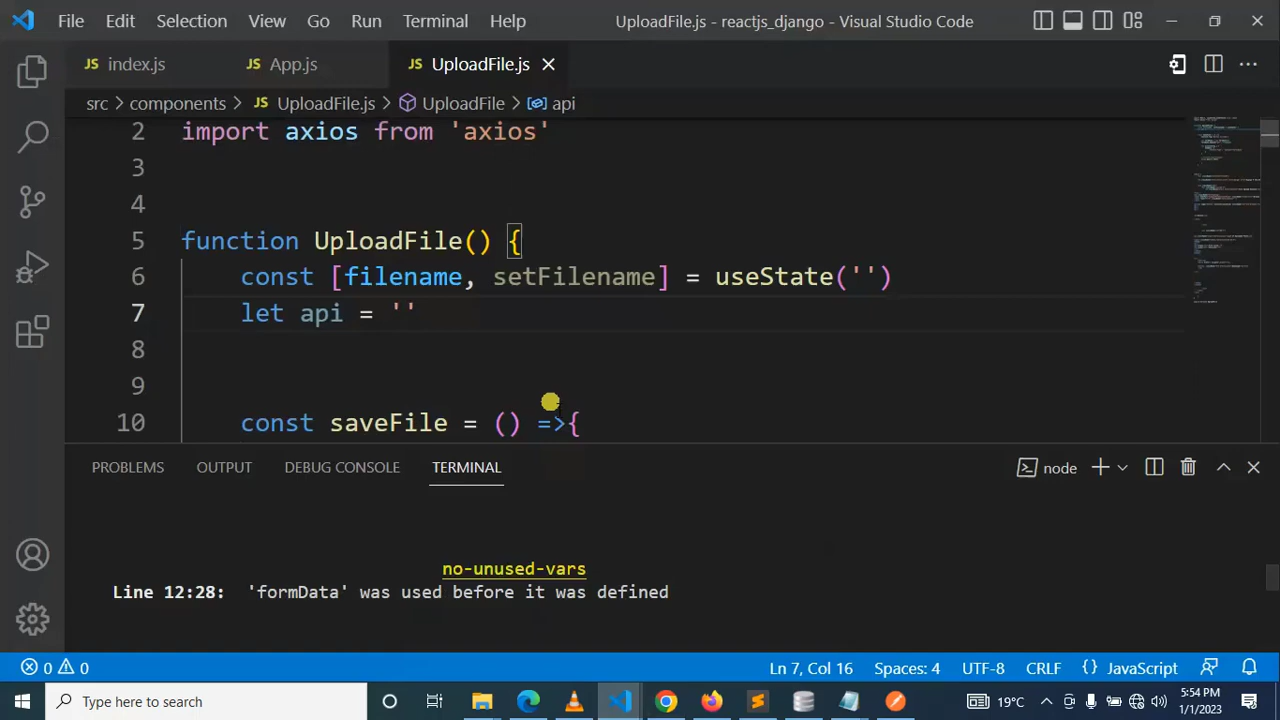 File Edit Selection View Go Run Terminal Help UploadFile.js - reactjs_django - Visual Studio Code
JS index.js JS App.js JS UploadFile.js
src > components > JS UploadFile.js > UploadFile > api
2 import axios from 'axios'
3
4
5 function UploadFile() {
6 const [filename, setFilename] = useState('')
7 let api = ''
8
9
10 const saveFile = () =>{
PROBLEMS OUTPUT DEBUG CONSOLE TERMINAL node
no-unused-vars
Line 12:28: 'formData' was used before it was defined
0 0 Ln 7, Col 16 Spaces: 4 UTF-8 CRLF {} JavaScript
Type here to search 19°C 5:54 PM
1/1/2023